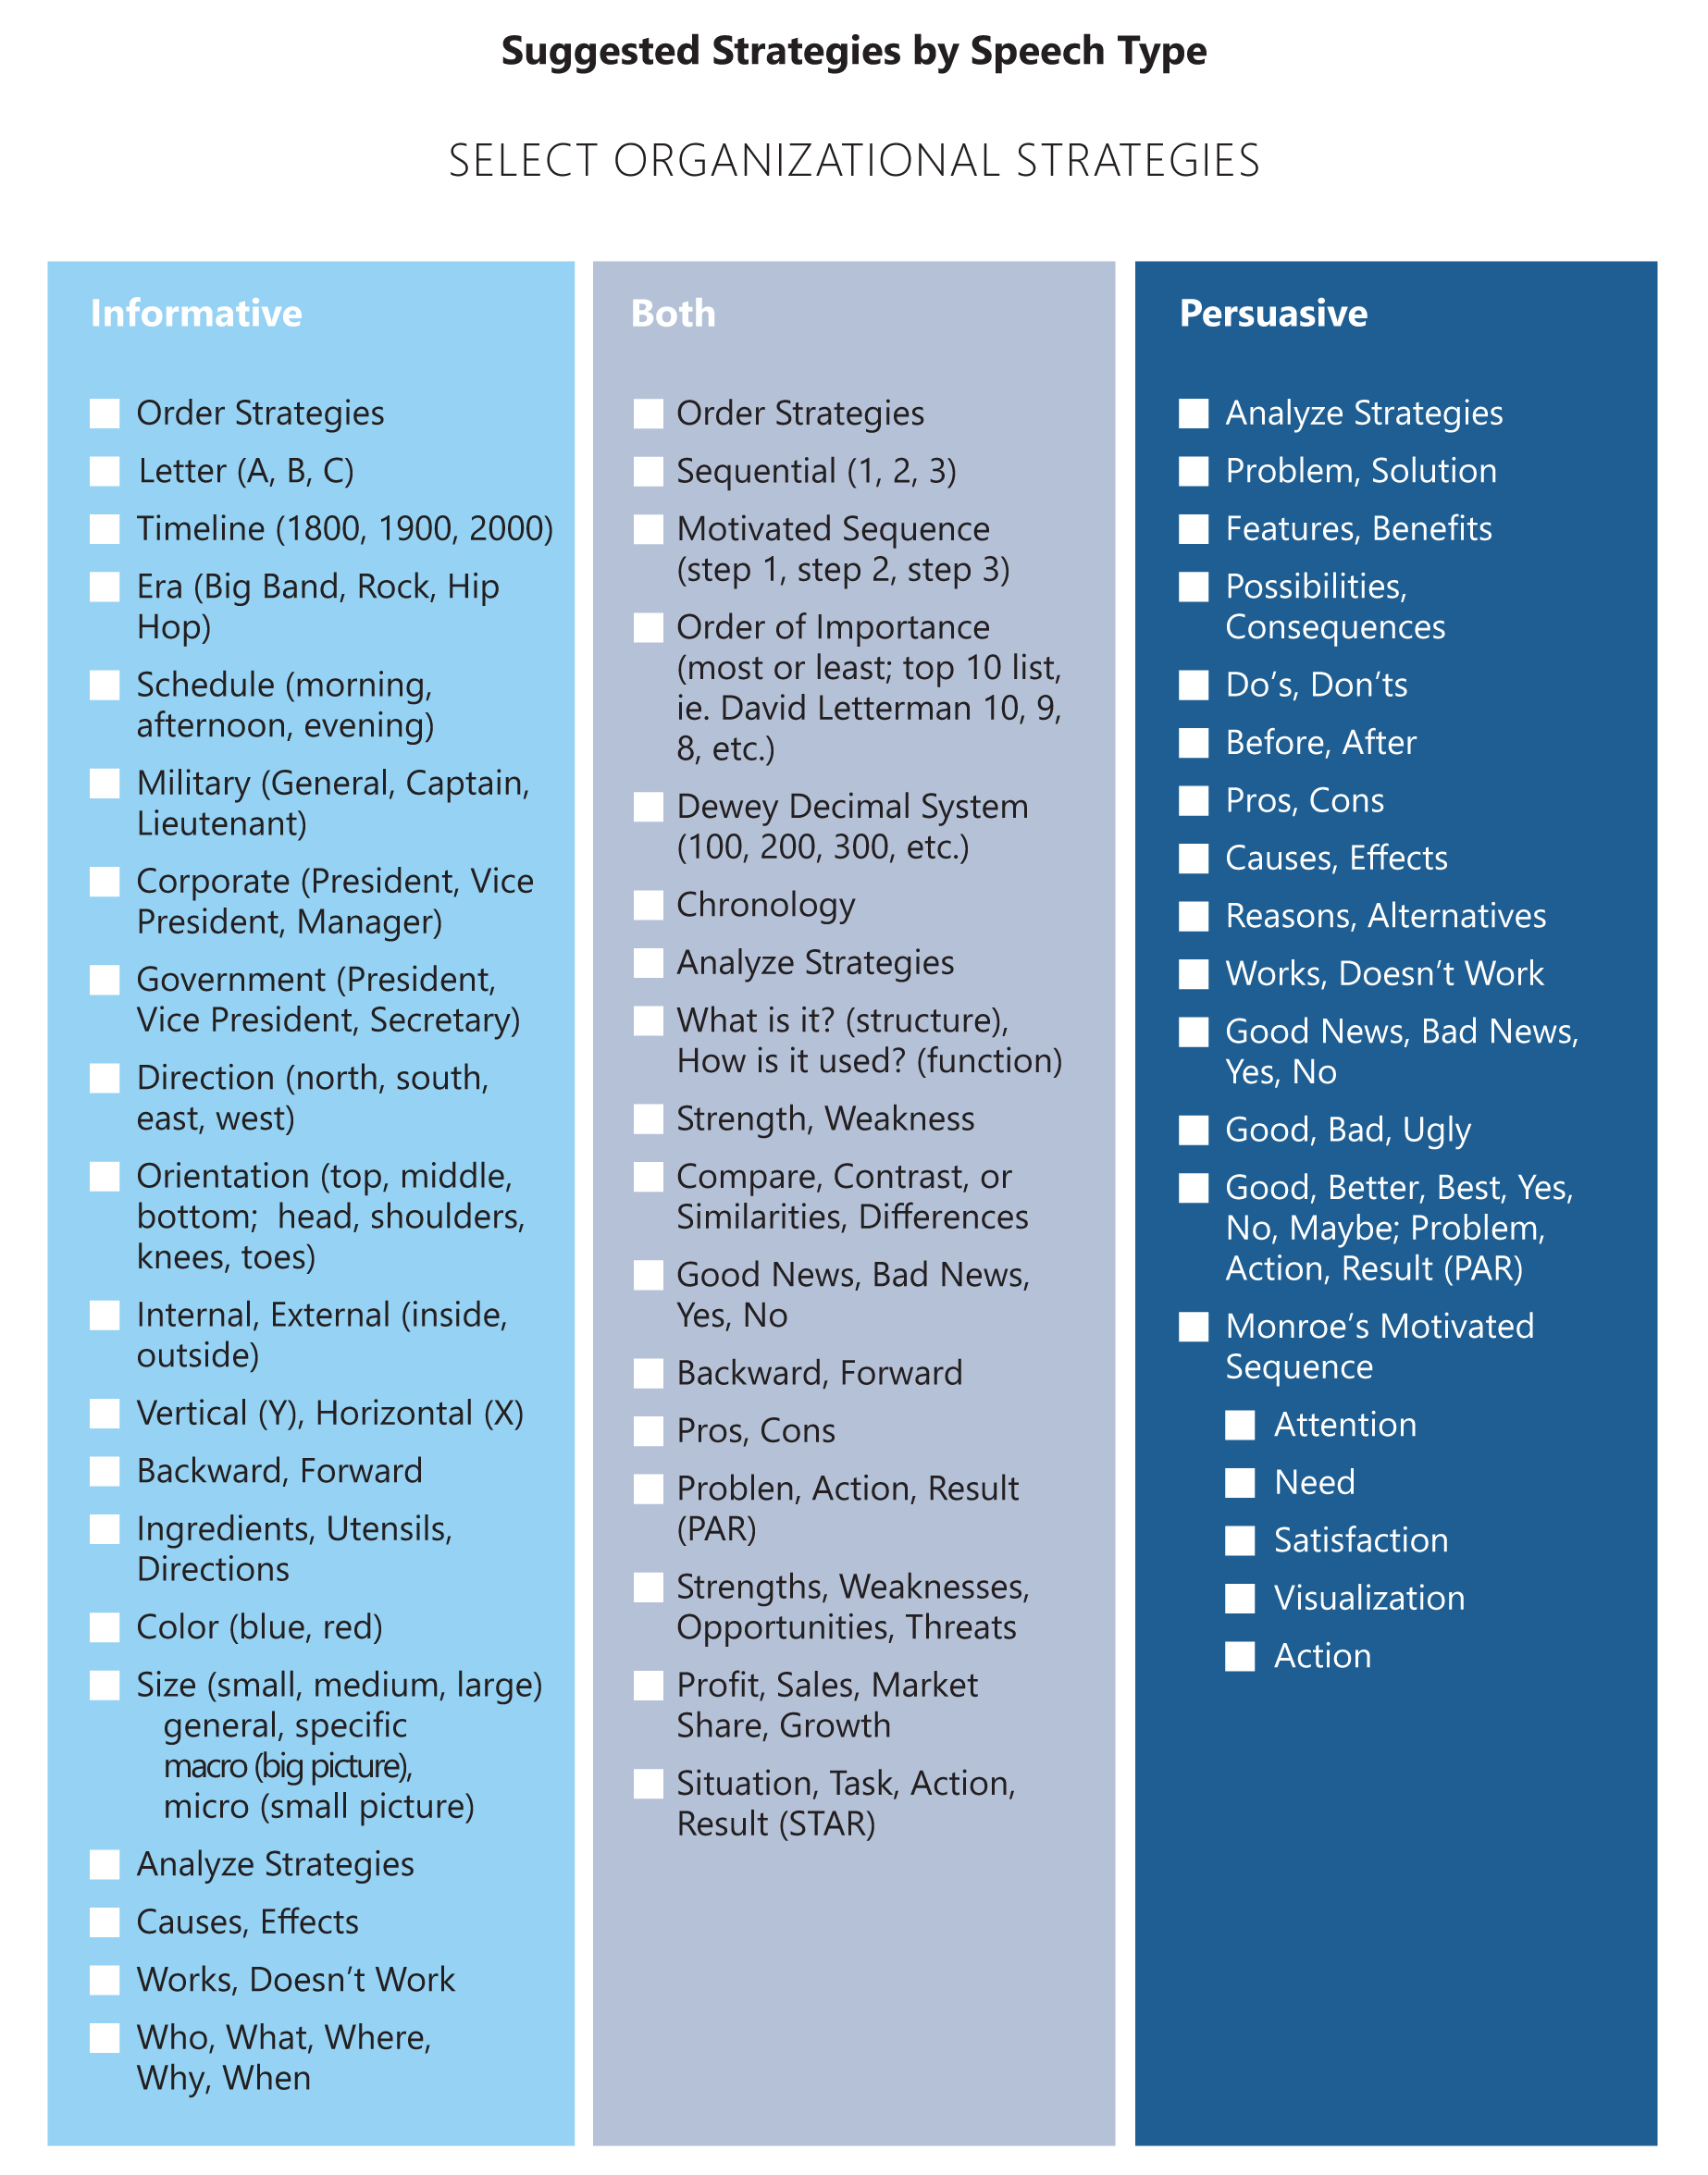 Suggested Strategies by Speech Type
SELECT ORGANIZATIONAL STRATEGIES
Informative
Order Strategies
Letter (A, B, C)
Timeline (1800, 1900, 2000)
Era (Big Band, Rock, Hip
Hop)
Schedule (morning,
afternoon, evening)
Military (General, Captain,
Lieutenant)
Corporate (President, Vice
President, Manager)
Government (President,
Vice President, Secretary)
Direction (north, south,
east, west)
Orientation (top, middle,
bottom;  head, shoulders,
knees, toes)
Internal, External (inside,
outside)
Vertical (Y), Horizontal (X)
Backward, Forward
Ingredients, Utensils,
Directions
Color (blue, red)
Size (small, medium, large)
general, specific
macro (big picture),
micro (small picture)
Analyze Strategies
Causes, Effects
Works, Doesn’t Work
Who, What, Where,
Why, When
Both
Order Strategies
Sequential (1, 2, 3)
Motivated Sequence
(step 1, step 2, step 3)
Order of Importance
(most or least; top 10 list,
ie. David Letterman 10, 9,
8, etc.)
Dewey Decimal System
(100, 200, 300, etc.)
Chronology
Analyze Strategies
What is it? (structure),
How is it used? (function)
Strength, Weakness
Compare, Contrast, or
Similarities, Differences
Good News, Bad News,
Yes, No
Backward, Forward
Pros, Cons
Problen, Action, Result
(PAR)
Strengths, Weaknesses,
Opportunities, Threats
Profit, Sales, Market
Share, Growth
Situation, Task, Action,
Result (STAR)
Persuasive
Analyze Strategies
Problem, Solution
Features, Benefits
Possibilities,
Consequences
Do’s, Don’ts
Before, After
Pros, Cons
Causes, Effects
Reasons, Alternatives
Works, Doesn’t Work
Good News, Bad News,
Yes, No
Good, Bad, Ugly
Good, Better, Best, Yes,
No, Maybe; Problem,
Action, Result (PAR)
Monroe’s Motivated
Sequence
Attention
Need
Satisfaction
Visualization
Action